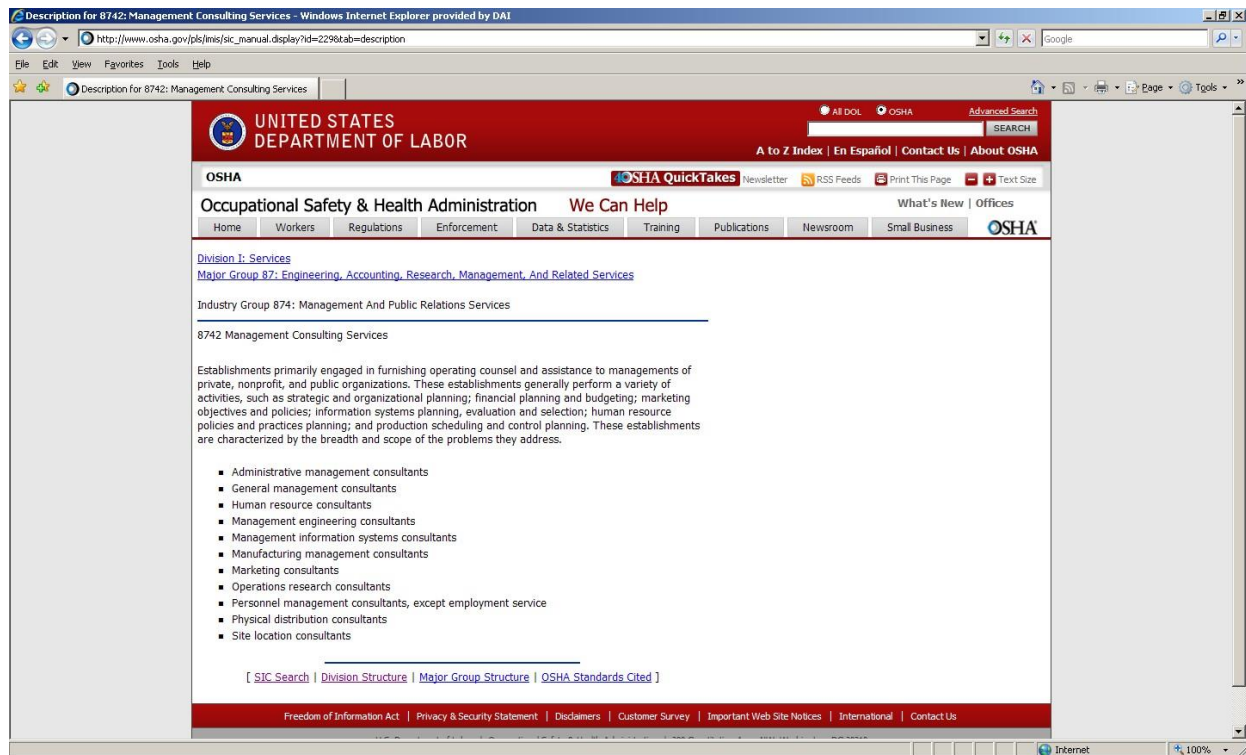 Description for 8742: Management Consulting Services - Windows Internet Explorer provided by DAI
http://www.osha.gov/pls/imis/sic_manual.display?id=229&tab=description
Google
File Edit View Favorites Tools Help
Description for 8742: Management Consulting Services
Page Tools
UNITED STATES
DEPARTMENT OF LABOR
All DOL OSHA Advanced Search
SEARCH
A to Z Index | En Español | Contact Us | About OSHA
OSHA
40SHA QuickTakes Newsletter RSS Feeds Print This Page Text Size
Occupational Safety & Health Administration We Can Help
What's New | Offices
Home Workers Regulations Enforcement Data & Statistics Training Publications Newsroom Small Business OSHA
Division I: Services
Major Group 87: Engineering, Accounting, Research, Management, And Related Services
Industry Group 874: Management And Public Relations Services
8742 Management Consulting Services
Establishments primarily engaged in furnishing operating counsel and assistance to managements of
private, nonprofit, and public organizations. These establishments generally perform a variety of
activities, such as strategic and organizational planning; financial planning and budgeting; marketing
objectives and policies; information systems planning, evaluation and selection; human resource
policies and practices planning; and production scheduling and control planning. These establishments
are characterized by the breadth and scope of the problems they address.
Administrative management consultants
General management consultants
Human resource consultants
Management engineering consultants
Management information systems consultants
Manufacturing management consultants
Marketing consultants
Operations research consultants
Personnel management consultants, except employment service
Physical distribution consultants
Site location consultants
[ SIC Search | Division Structure | Major Group Structure | OSHA Standards Cited ]
Freedom of Information Act | Privacy & Security Statement | Disclaimers | Customer Survey | Important Web Site Notices | International | Contact Us
Internet 100%